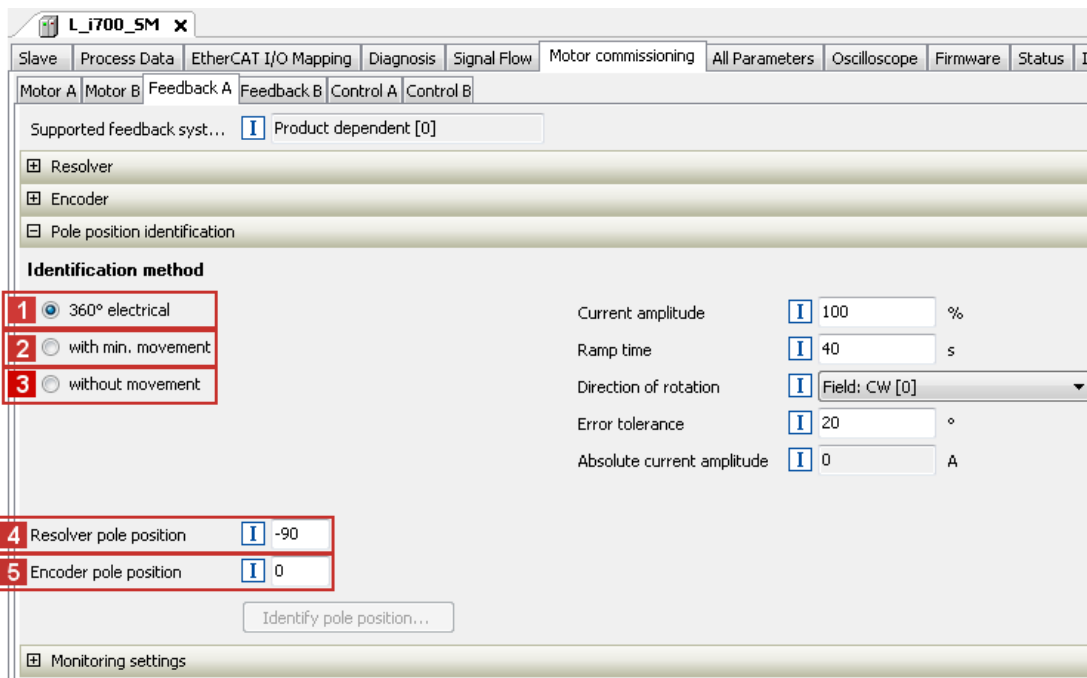 L_i700_SM X
Slave Process Data EtherCAT I/O Mapping Diagnosis Signal Flow Motor commissioning All Parameters Oscilloscope Firmware Status
Motor A Motor B Feedback A Feedback B Control A Control B
Supported feedback syst... I Product dependent [0]
Resolver
Encoder
Pole position identification
Identification method
1 360° electrical
Current amplitude I 100 %
2 with min. movement
Ramp time I 40 s
3 without movement
Direction of rotation I Field: CW [0]
Error tolerance I 20 °
Absolute current amplitude I 0 A
4 Resolver pole position I -90
5 Encoder pole position I 0
Identify pole position...
Monitoring settings